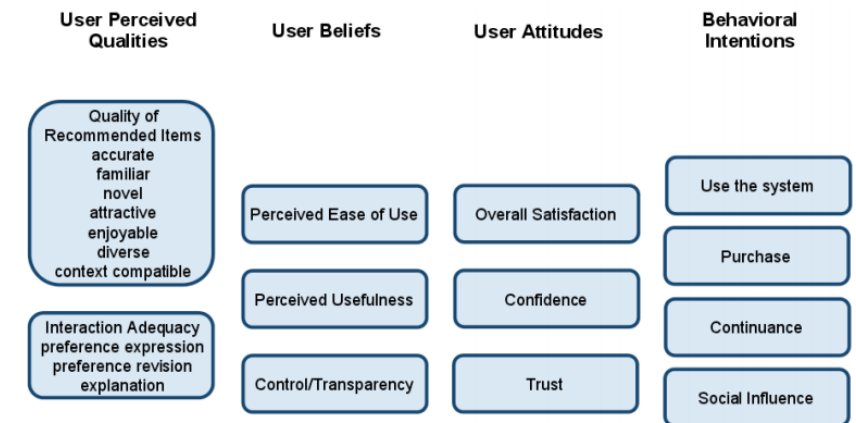 User Perceived
Qualities
User Beliefs
User Attitudes
Behavioral
Intentions
Quality of
Recommended Items
accurate
familiar
novel
attractive
enjoyable
diverse
context compatible
Interaction Adequacy
preference expression
preference revision
explanation
Perceived Ease of Use
Perceived Usefulness
Control/Transparency
Overall Satisfaction
Confidence
Trust
Use the system
Purchase
Continuance
Social Influence